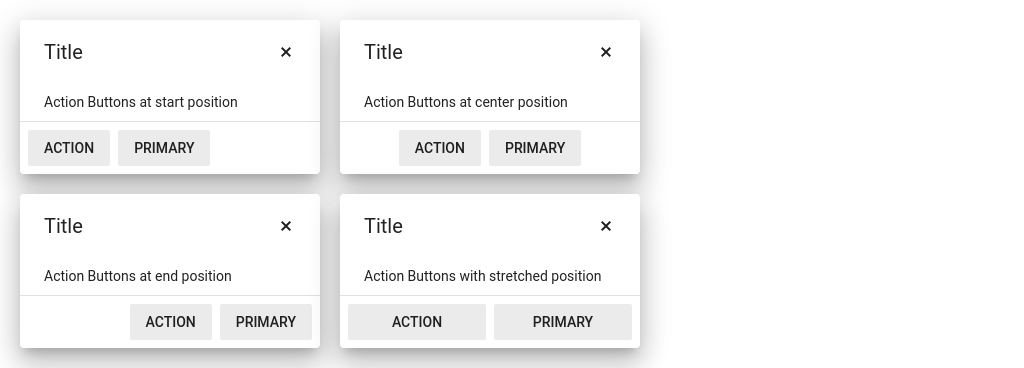 Title ✕
Action Buttons at start position
ACTION PRIMARY
Title ✕
Action Buttons at center position
ACTION PRIMARY
Title ✕
Action Buttons at end position
ACTION PRIMARY
Title ✕
Action Buttons with stretched position
ACTION PRIMARY